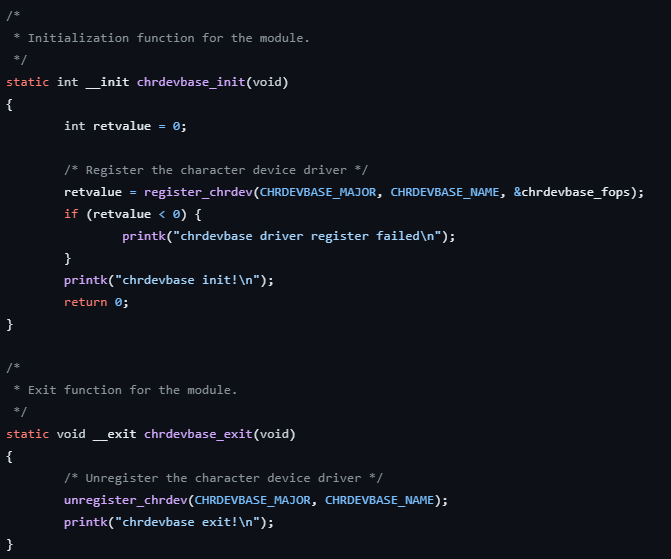 /*
 * Initialization function for the module.
 */
static int __init chrdevbase_init(void)
{
        int retvalue = 0;

        /* Register the character device driver */
        retvalue = register_chrdev(CHRDEVBASE_MAJOR, CHRDEVBASE_NAME, &chrdevbase_fops);
        if (retvalue < 0) {
                printk("chrdevbase driver register failed\n");
        }
        printk("chrdevbase init!\n");
        return 0;
}

/*
 * Exit function for the module.
 */
static void __exit chrdevbase_exit(void)
{
        /* Unregister the character device driver */
        unregister_chrdev(CHRDEVBASE_MAJOR, CHRDEVBASE_NAME);
        printk("chrdevbase exit!\n");
}